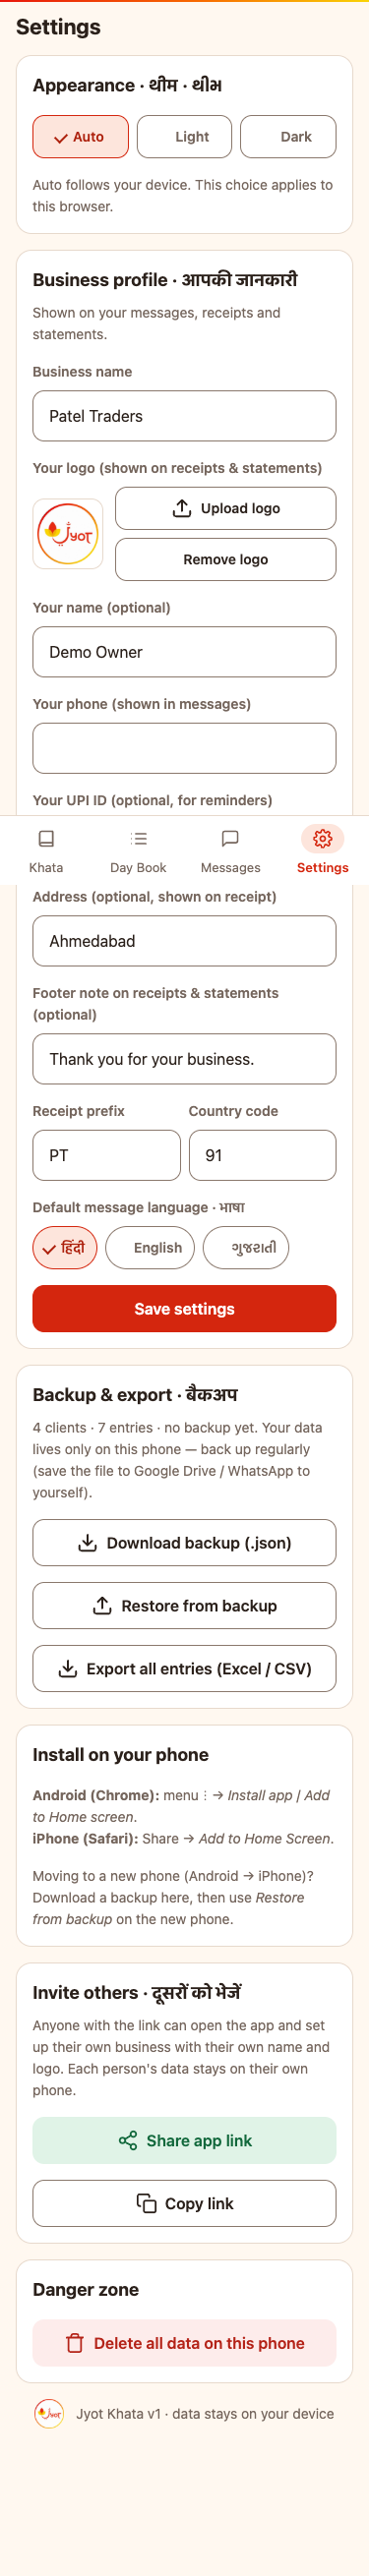 Settings
Appearance · थीम · થીમ
Auto
Light
Dark
Auto follows your device. This choice applies to
this browser.
Business profile · आपकी जानकारी
Shown on your messages, receipts and
statements.
Business name
Patel Traders
Your logo (shown on receipts & statements)
Jyot
Upload logo
Remove logo
Your name (optional)
Demo Owner
Your phone (shown in messages)
Your UPI ID (optional, for reminders)
Khata
Day Book
Messages
Settings
Address (optional, shown on receipt)
Ahmedabad
Footer note on receipts & statements
(optional)
Thank you for your business.
Receipt prefix
Country code
PT
91
Default message language · भाषा
हिंदी
English
ગુજરાતી
Save settings
Backup & export · बैकअप
4 clients · 7 entries · no backup yet. Your data
lives only on this phone — back up regularly
(save the file to Google Drive / WhatsApp to
yourself).
Download backup (.json)
Restore from backup
Export all entries (Excel / CSV)
Install on your phone
Android (Chrome): menu ⋮ → Install app / Add
to Home screen.
iPhone (Safari): Share → Add to Home Screen.
Moving to a new phone (Android → iPhone)?
Download a backup here, then use Restore
from backup on the new phone.
Invite others · दूसरों को भेजें
Anyone with the link can open the app and set
up their own business with their own name and
logo. Each person's data stays on their own
phone.
Share app link
Copy link
Danger zone
Delete all data on this phone
Jyot
Jyot Khata v1 · data stays on your device